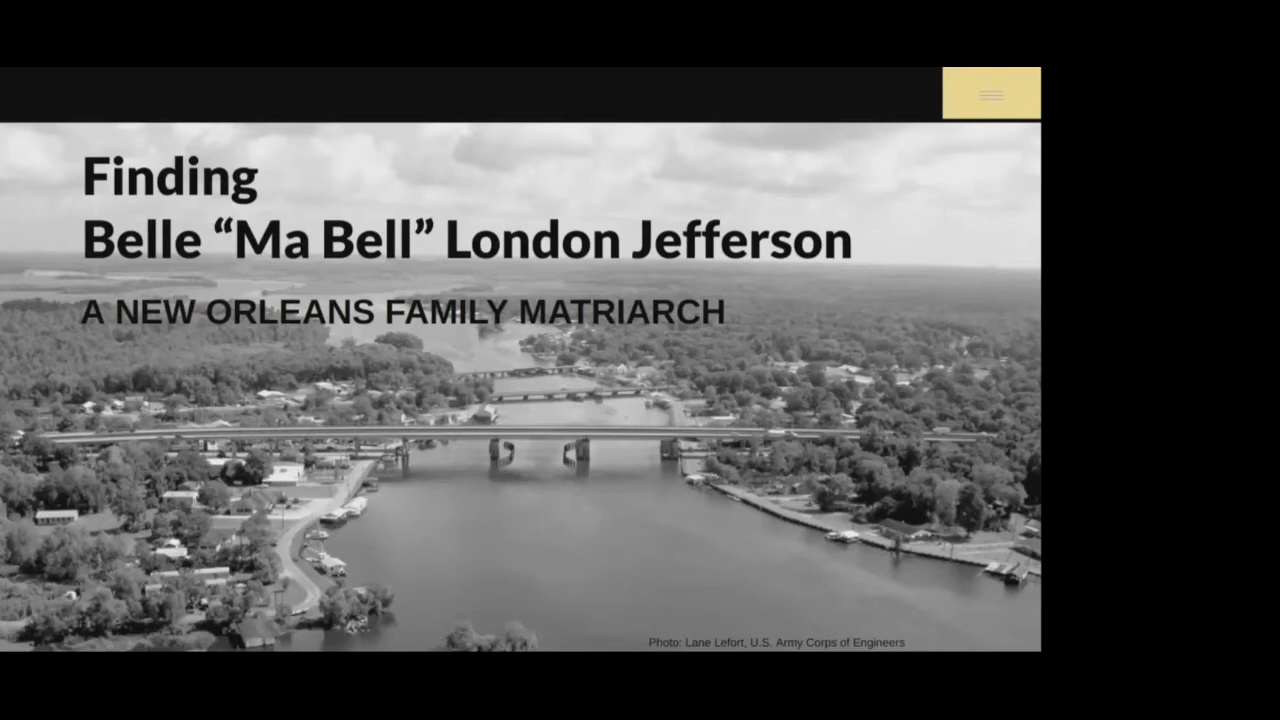 Finding
Belle “Ma Bell” London Jefferson
A NEW ORLEANS FAMILY MATRIARCH
Photo: Lane Lefort, U.S. Army Corps of Engineers